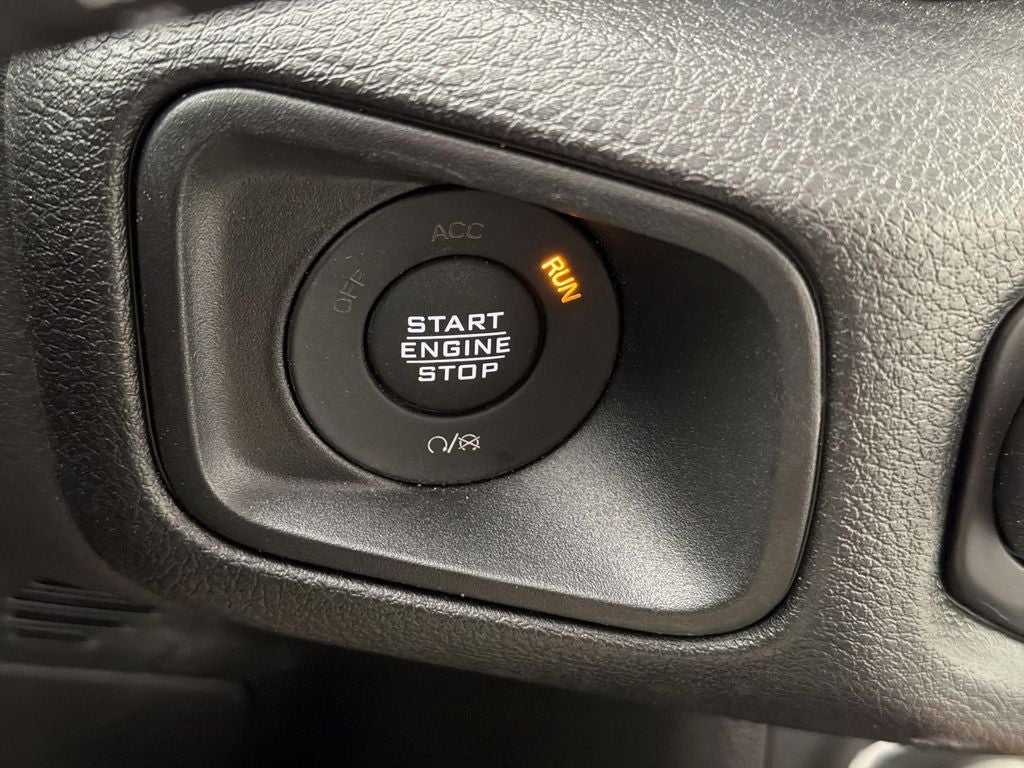 ACC
OFF
RUN
START
ENGINE
STOP